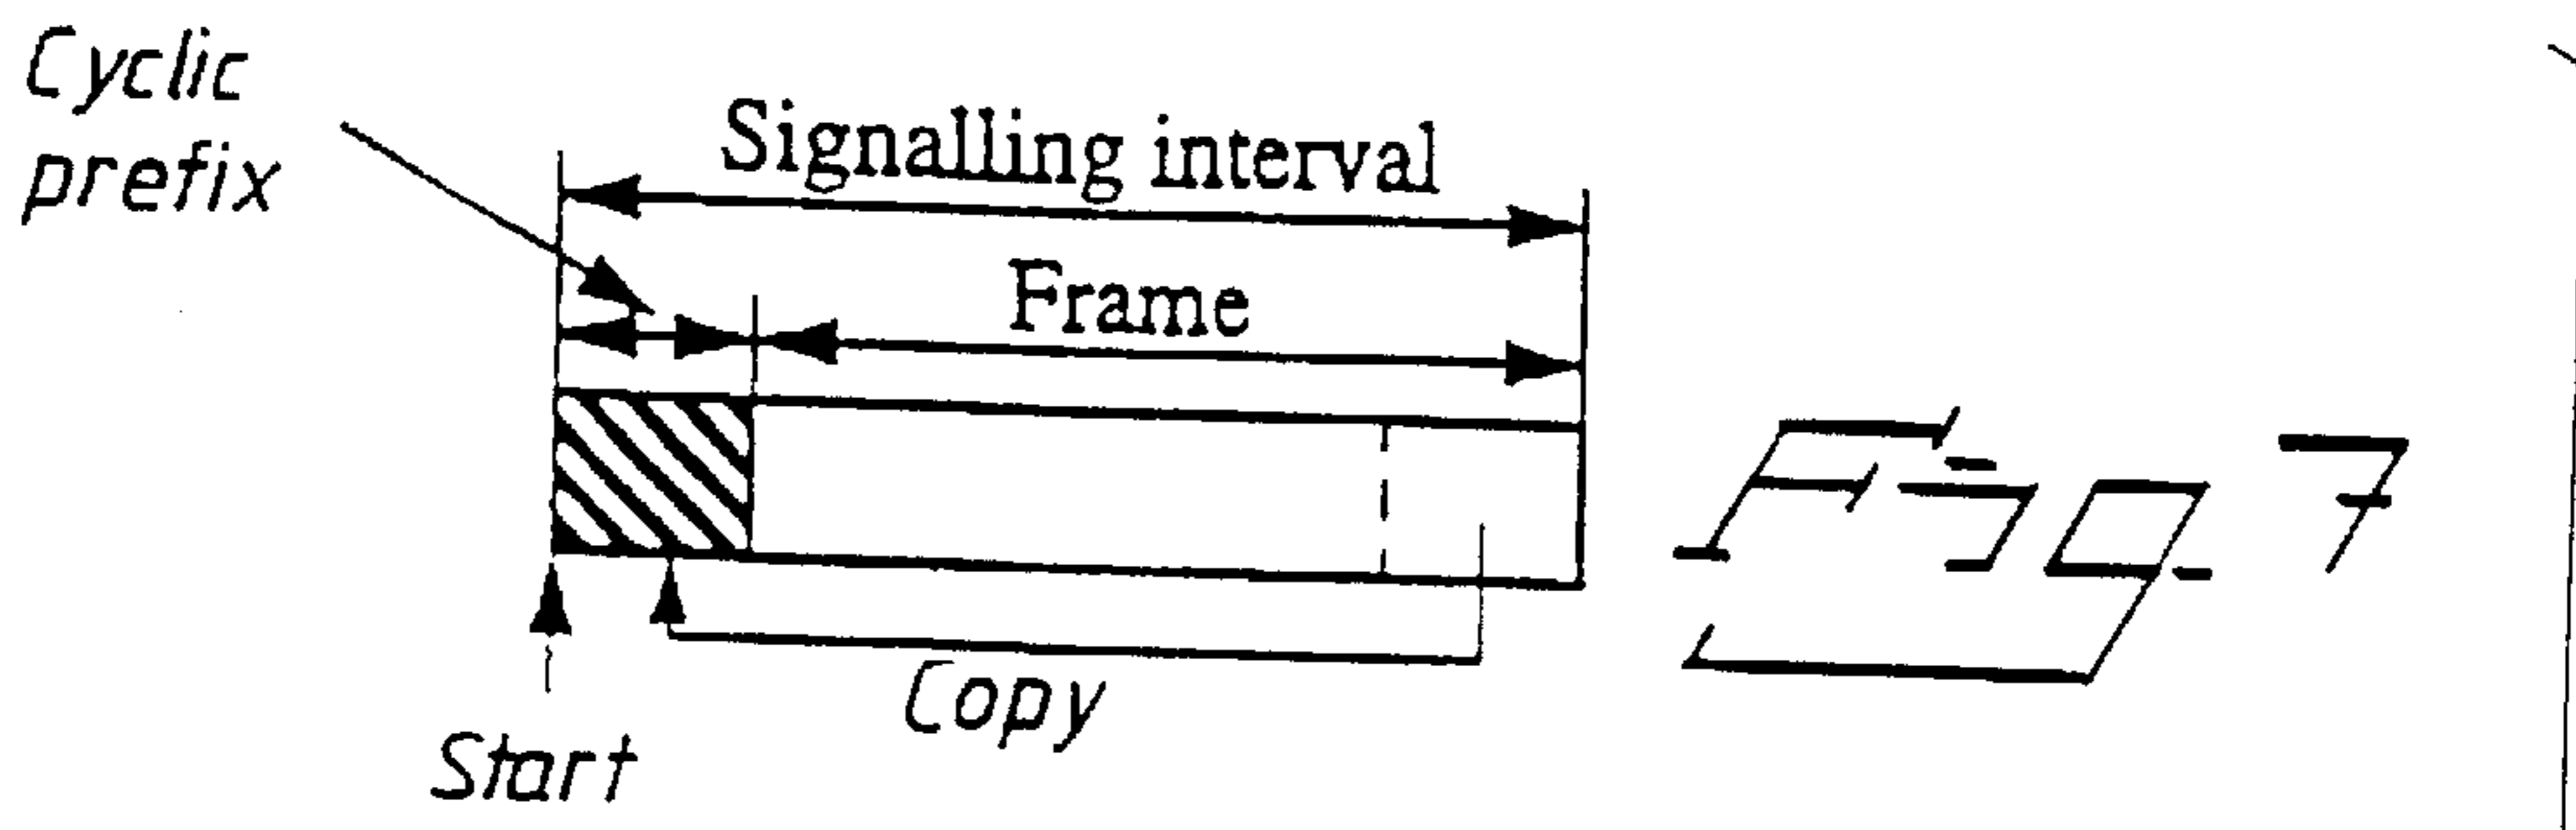 Cyclic
prefix
Signalling interval
Frame
Copy
Start
Fig 7